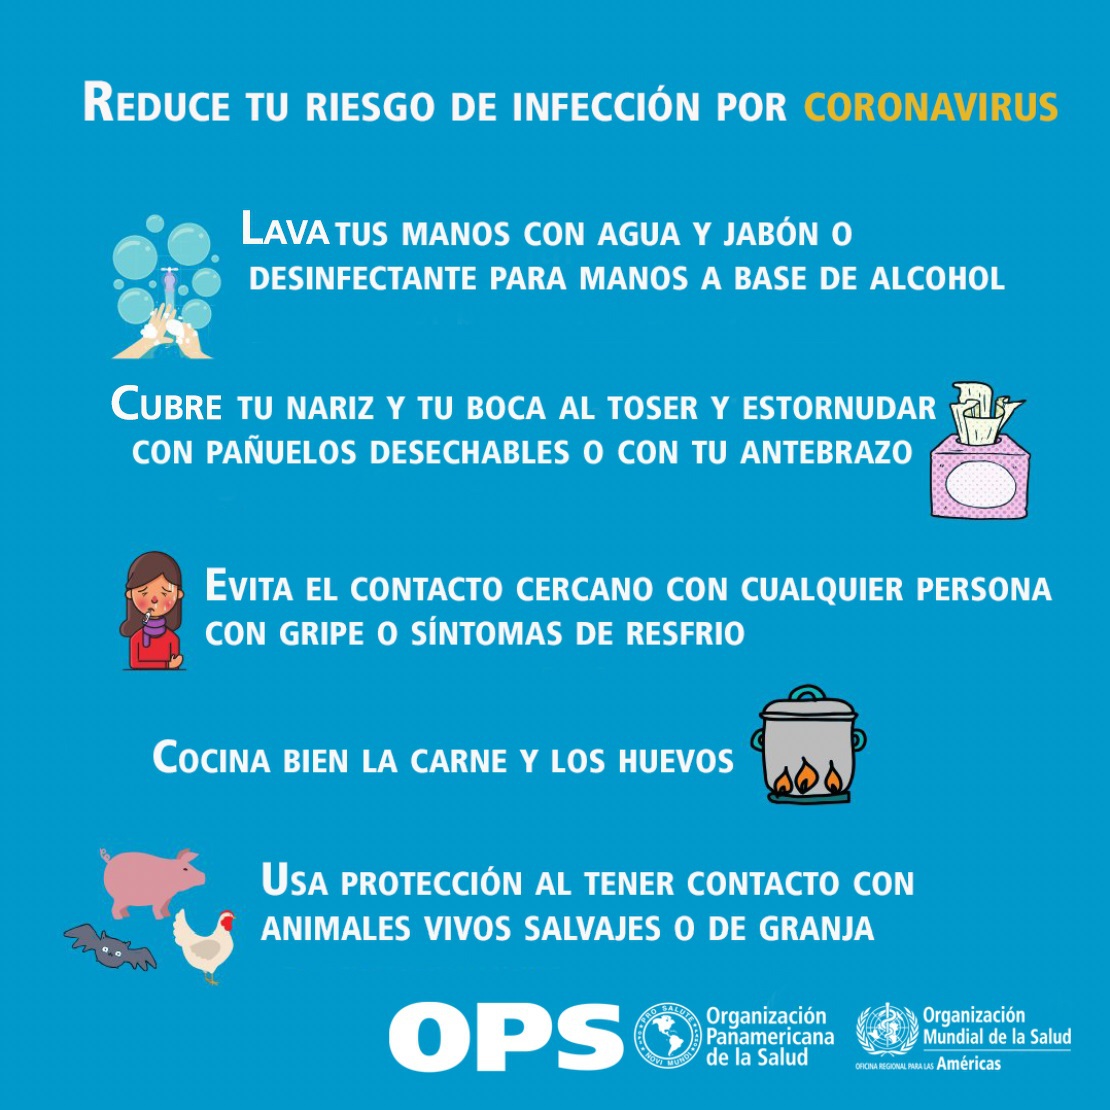 REDUCE TU RIESGO DE INFECCIÓN POR CORONAVIRUS
LAVA TUS MANOS CON AGUA Y JABÓN O
DESINFECTANTE PARA MANOS A BASE DE ALCOHOL
CUBRE TU NARIZ Y TU BOCA AL TOSER Y ESTORNUDAR
CON PAÑUELOS DESECHABLES O CON TU ANTEBRAZO
EVITA EL CONTACTO CERCANO CON CUALQUIER PERSONA
CON GRIPE O SÍNTOMAS DE RESFRIO
COCINA BIEN LA CARNE Y LOS HUEVOS
USA PROTECCIÓN AL TENER CONTACTO CON
ANIMALES VIVOS SALVAJES O DE GRANJA
OPS
PRO SALUTE
NOVI MUNDI
Organización
Panamericana
de la Salud
Organización
Mundial de la Salud
OFICINA REGIONAL PARA LAS Américas